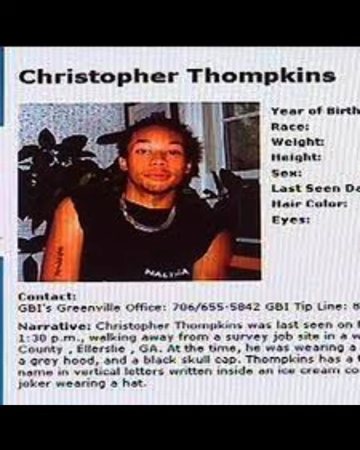 Christopher Thompkins
Year of Birth
Race:
Weight:
Height:
Sex:
Last Seen Da
Hair Color:
Eyes:
Contact:
GBI's Greenville Office: 706/655-5842 GBI Tip Line: 8
Narrative: Christopher Thompkins was last seen on
1:30 p.m., walking away from a survey job site in a w
County , Ellerslie , GA. At the time, he was wearing a
a grey hood, and a black skull cap. Thompkins has a t
name in vertical letters written inside an ice cream co
joker wearing a hat.